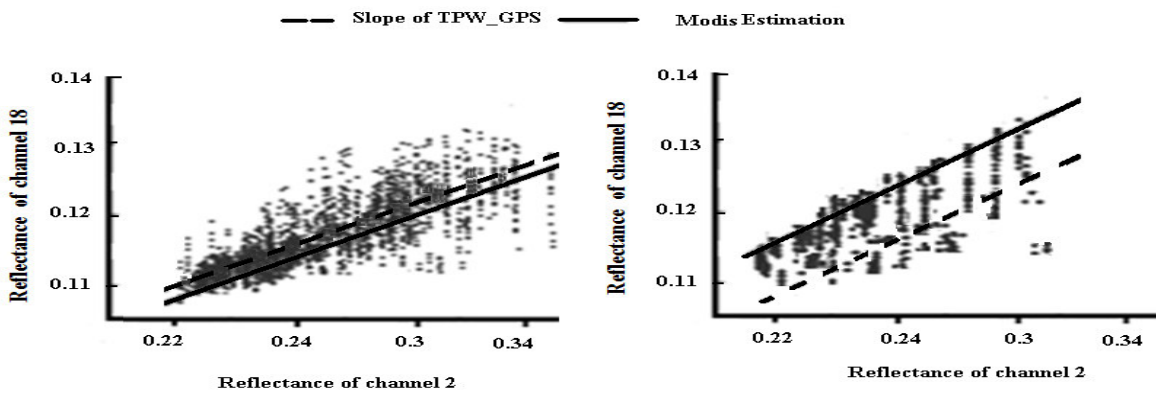 Slope of TPW_GPS
Modis Estimation
Reflectance of channel 18
0.14
0.13
0.12
0.11
0.22
0.24
0.3
0.34
Reflectance of channel 2
Reflectance of channel 18
0.14
0.13
0.12
0.11
0.22
0.24
0.3
0.34
Reflectance of channel 2